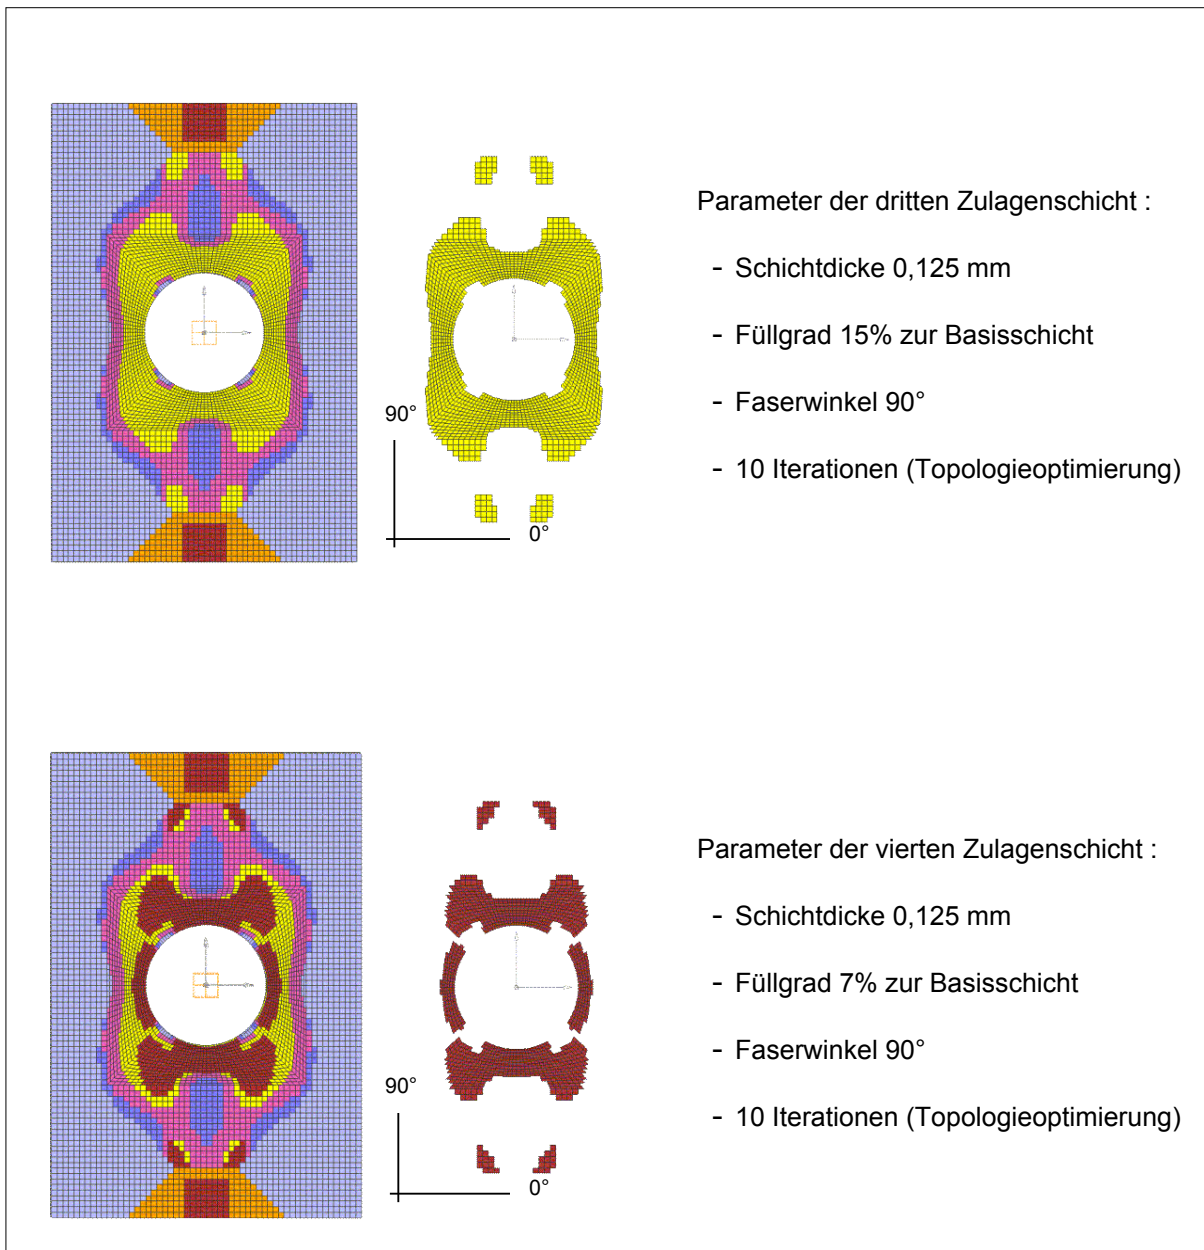 Parameter der dritten Zulagenschicht :
- Schichtdicke 0,125 mm
- Füllgrad 15% zur Basisschicht
- Faserwinkel 90°
- 10 Iterationen (Topologieoptimierung)
90°
0°
Parameter der vierten Zulagenschicht :
- Schichtdicke 0,125 mm
- Füllgrad 7% zur Basisschicht
- Faserwinkel 90°
- 10 Iterationen (Topologieoptimierung)
90°
0°